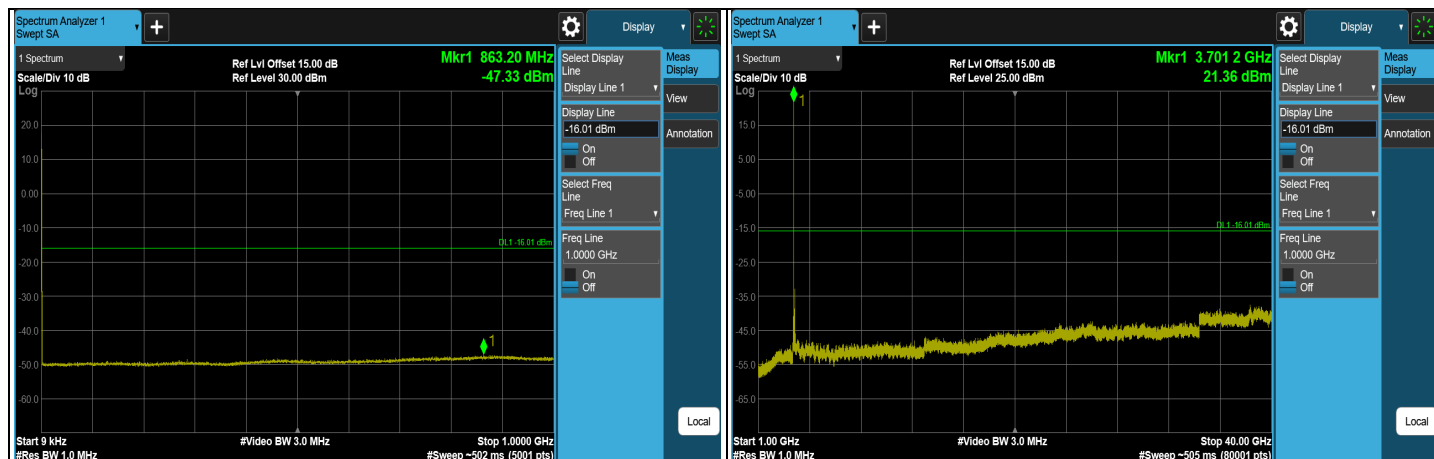 Spectrum Analyzer 1
Swept SA
+
Display
1 Spectrum
Scale/Div 10 dB
Log
Ref Lvl Offset 15.00 dB
Ref Level 30.00 dBm
Mkr1 863.20 MHz
-47.33 dBm
20.0
10.0
0.00
-10.0
-20.0
-30.0
-40.0
-50.0
-60.0
DL1 -16.01 dBm
1
Start 9 kHz
#Res BW 1.0 MHz
#Video BW 3.0 MHz
Stop 1.0000 GHz
#Sweep ~502 ms (5001 pts)
Select Display
Line
Display Line 1
Display Line
-16.01 dBm
On
Off
Select Freq
Line
Freq Line 1
Freq Line
1.0000 GHz
On
Off
Meas
Display
View
Annotation
Local
Spectrum Analyzer 1
Swept SA
+
Display
1 Spectrum
Scale/Div 10 dB
Log
Ref Lvl Offset 15.00 dB
Ref Level 25.00 dBm
Mkr1 3.701 2 GHz
21.36 dBm
1
15.0
5.00
-5.00
-15.0
-25.0
-35.0
-45.0
-55.0
-65.0
DL1 -16.01 dBm
Start 1.00 GHz
#Res BW 1.0 MHz
#Video BW 3.0 MHz
Stop 40.00 GHz
#Sweep ~505 ms (80001 pts)
Select Display
Line
Display Line 1
Display Line
-16.01 dBm
On
Off
Select Freq
Line
Freq Line 1
Freq Line
1.0000 GHz
On
Off
Meas
Display
View
Annotation
Local